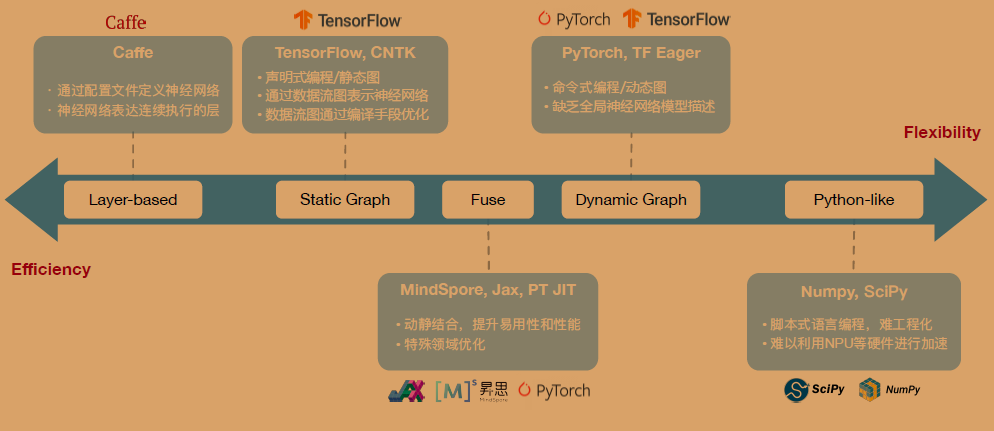 Caffe
Caffe
· 通过配置文件定义神经网络
· 神经网络表达连续执行的层
TensorFlow
TensorFlow, CNTK
• 声明式编程/静态图
• 通过数据流图表示神经网络
• 数据流图通过编译手段优化
PyTorch
TensorFlow
PyTorch, TF Eager
• 命令式编程/动态图
• 缺乏全局神经网络模型描述
Flexibility
Layer-based
Static Graph
Fuse
Dynamic Graph
Python-like
Efficiency
MindSpore, Jax, PT JIT
• 动静结合，提升易用性和性能
• 特殊领域优化
JAX
[M]s 昇思
MindSpore
PyTorch
Numpy, SciPy
• 脚本式语言编程，难工程化
• 难以利用NPU等硬件进行加速
SciPy
NumPy